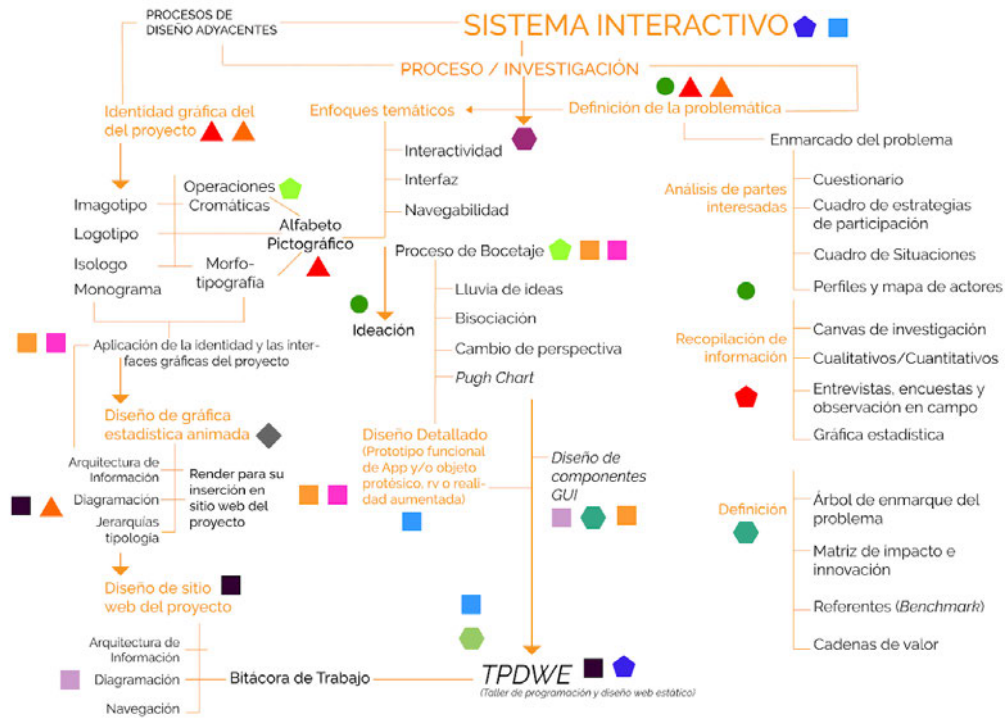 PROCESOS DE
DISEÑO ADYACENTES
SISTEMA INTERACTIVO
PROCESO / INVESTIGACIÓN
Identidad gráfica del
del proyecto
Enfoques temáticos
Definición de la problemática
Imagotipo
Logotipo
Isologo
Monograma
Operaciones
Cromáticas
Morfo-
tipografía
Alfabeto
Pictográfico
Interactividad
Interfaz
Navegabilidad
Ideación
Proceso de Bocetaje
Lluvia de ideas
Bisociación
Cambio de perspectiva
Pugh Chart
Enmarcado del problema
Análisis de partes
interesadas
Cuestionario
Cuadro de estrategias
de participación
Cuadro de Situaciones
Perfiles y mapa de actores
Recopilación de
información
Canvas de investigación
Cualitativos/Cuantitativos
Entrevistas, encuestas y
observación en campo
Gráfica estadística
Definición
Árbol de enmarque del
problema
Matriz de impacto e
innovación
Referentes (Benchmark)
Cadenas de valor
Aplicación de la identidad y las inter-
faces gráficas del proyecto
Diseño de gráfica
estadística animada
Arquitectura de
Información
Diagramación
Jerarquías
tipología
Render para su
inserción en
sitio web del
proyecto
Diseño Detallado
(Prototipo funcional
de App y/o objeto
protésico, rv o reali-
dad aumentada)
Diseño de
componentes
GUI
Diseño de sitio
web del proyecto
Arquitectura de
Información
Diagramación
Navegación
Bitácora de Trabajo
TPDWE
(Taller de programación y diseño web estático)